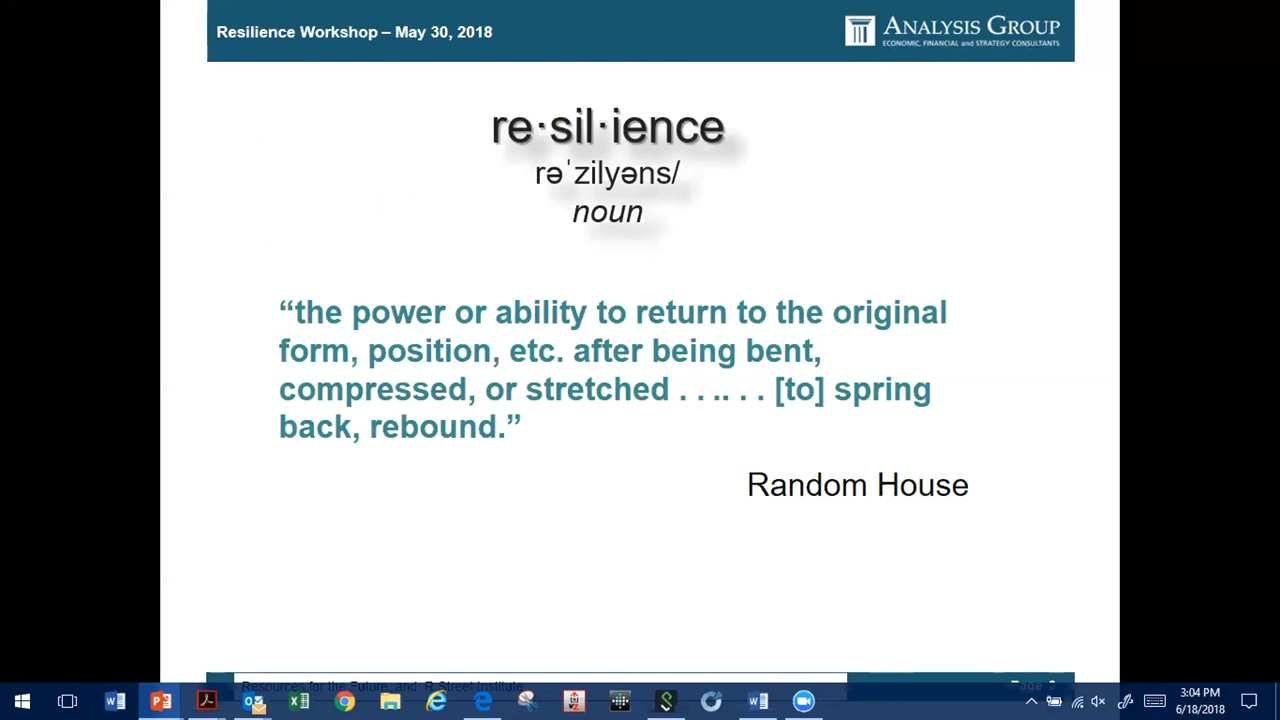 Resilience Workshop – May 30, 2018
ANALYSIS GROUP
ECONOMIC, FINANCIAL and STRATEGY CONSULTANTS
re·sil·ience
rəˈzilyəns/
noun
“the power or ability to return to the original
form, position, etc. after being bent,
compressed, or stretched . . .. . . [to] spring
back, rebound.”
Random House
Resources for the Future and R Street Institute
Page
3:04 PM
6/18/2018